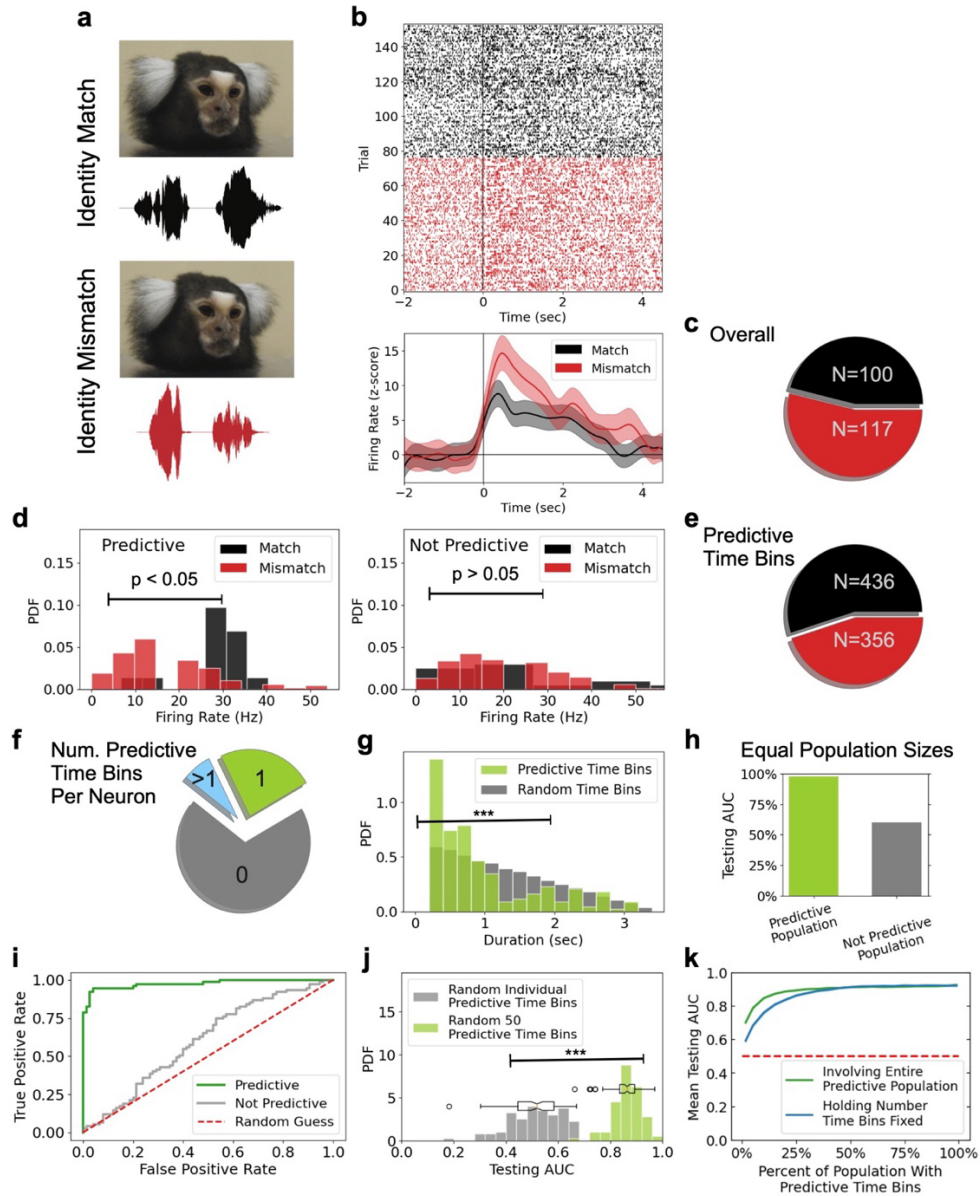 a
Identity Match
Identity Mismatch
b
Trial
140
120
100
80
60
40
20
0
−2
0
2
4
Time (sec)
Firing Rate (z-score)
15
10
5
0
Match
Mismatch
−2
0
2
4
Time (sec)
c
Overall
N=100
N=117
d
PDF
0.15
0.10
0.05
0.00
Predictive
Match
Mismatch
p < 0.05
0
10
20
30
40
50
Firing Rate (Hz)
PDF
0.15
0.10
0.05
0.00
Not Predictive
Match
Mismatch
p > 0.05
0
10
20
30
40
50
Firing Rate (Hz)
e
Predictive
Time Bins
N=436
N=356
f
Num. Predictive
Time Bins
Per Neuron
>1
1
0
g
PDF
1.0
0.5
0.0
Predictive Time Bins
Random Time Bins
***
0
1
2
3
Duration (sec)
h
Equal Population Sizes
Testing AUC
100%
75%
50%
25%
0%
Predictive
Population
Not Predictive
Population
i
True Positive Rate
1.00
0.75
0.50
0.25
0.00
Predictive
Not Predictive
Random Guess
0.00
0.25
0.50
0.75
1.00
False Positive Rate
j
PDF
15
10
5
0
Random Individual
Predictive Time Bins
Random 50
Predictive Time Bins
***
0.0
0.2
0.4
0.6
0.8
1.0
Testing AUC
k
Mean Testing AUC
1.0
0.8
0.6
0.4
0.2
0.0
Involving Entire
Predictive Population
Holding Number
Time Bins Fixed
0%
25%
50%
75%
100%
Percent of Population With
Predictive Time Bins